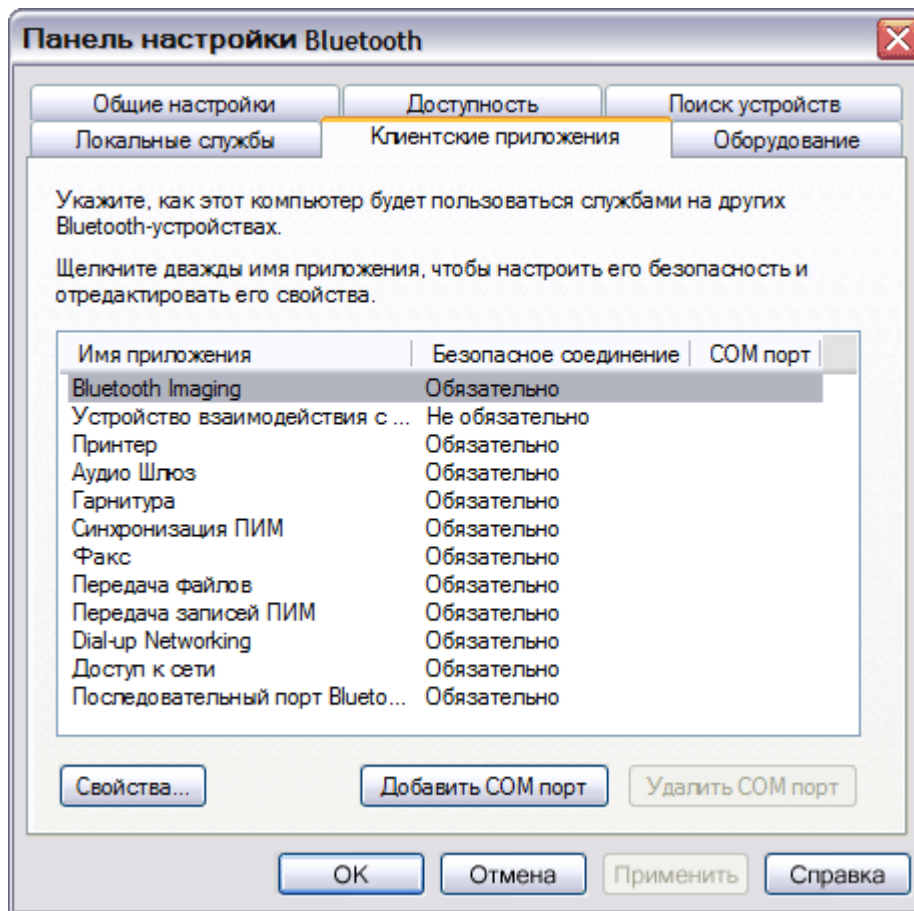 Панель настройки Bluetooth
Общие настройки Доступность Поиск устройств
Локальные службы Клиентские приложения Оборудование
Укажите, как этот компьютер будет пользоваться службами на других
Bluetooth-устройствах.
Щелкните дважды имя приложения, чтобы настроить его безопасность и
отредактировать его свойства.
Имя приложения Безопасное соединение COM порт
Bluetooth Imaging Обязательно
Устройство взаимодействия с ... Не обязательно
Принтер Обязательно
Аудио Шлюз Обязательно
Гарнитура Обязательно
Синхронизация ПИМ Обязательно
Факс Обязательно
Передача файлов Обязательно
Передача записей ПИМ Обязательно
Dial-up Networking Обязательно
Доступ к сети Обязательно
Последовательный порт Blueto... Обязательно
Свойства... Добавить COM порт Удалить COM порт
OK Отмена Применить Справка